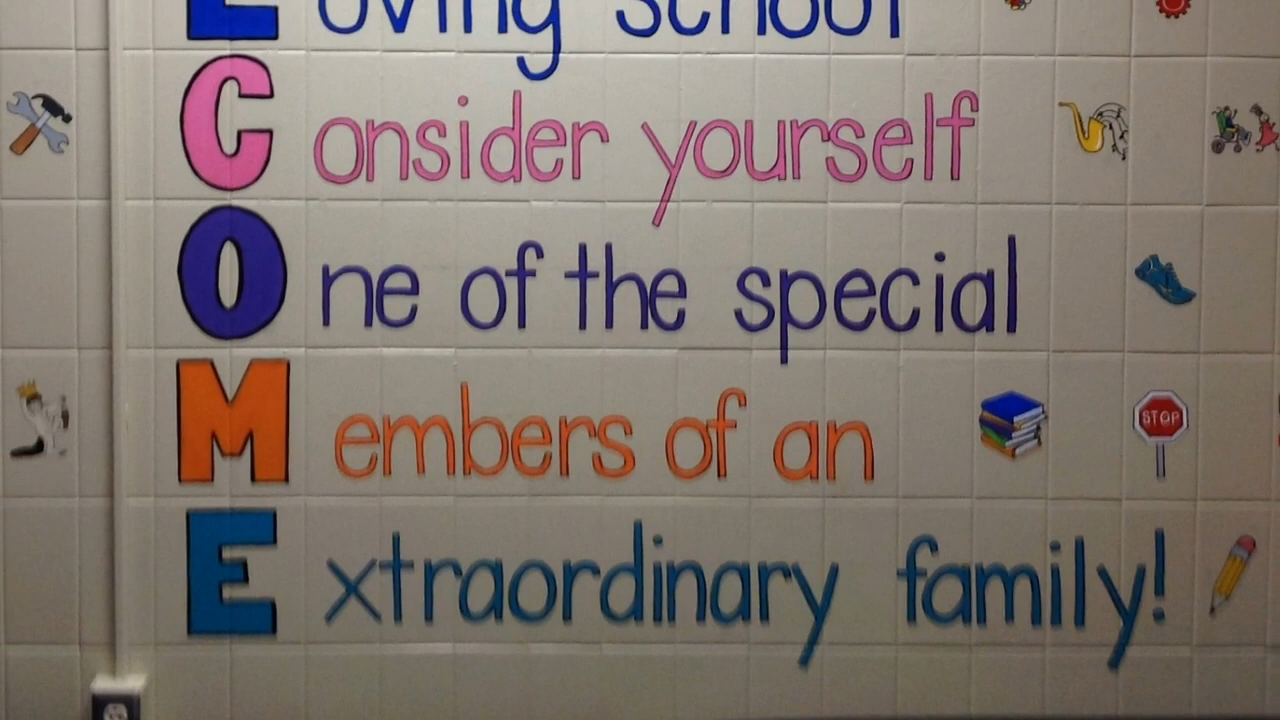 Loving school
Consider yourself
One of the special
Members of an
STOP
Extraordinary family!